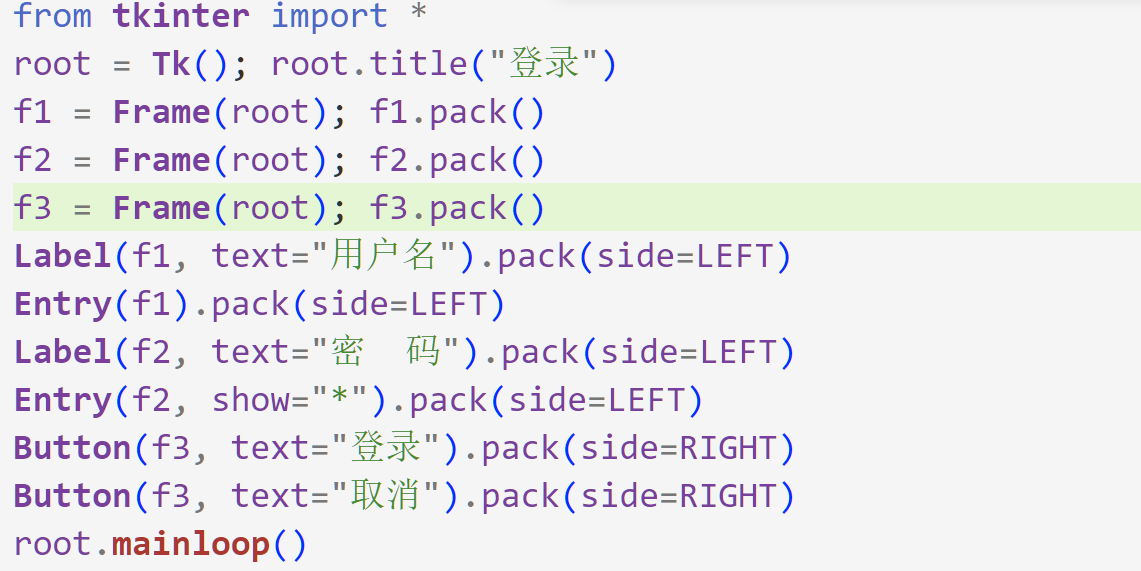 from tkinter import *
root = Tk(); root.title("登录")
f1 = Frame(root); f1.pack()
f2 = Frame(root); f2.pack()
f3 = Frame(root); f3.pack()
Label(f1, text="用户名").pack(side=LEFT)
Entry(f1).pack(side=LEFT)
Label(f2, text="密  码").pack(side=LEFT)
Entry(f2, show="*").pack(side=LEFT)
Button(f3, text="登录").pack(side=RIGHT)
Button(f3, text="取消").pack(side=RIGHT)
root.mainloop()